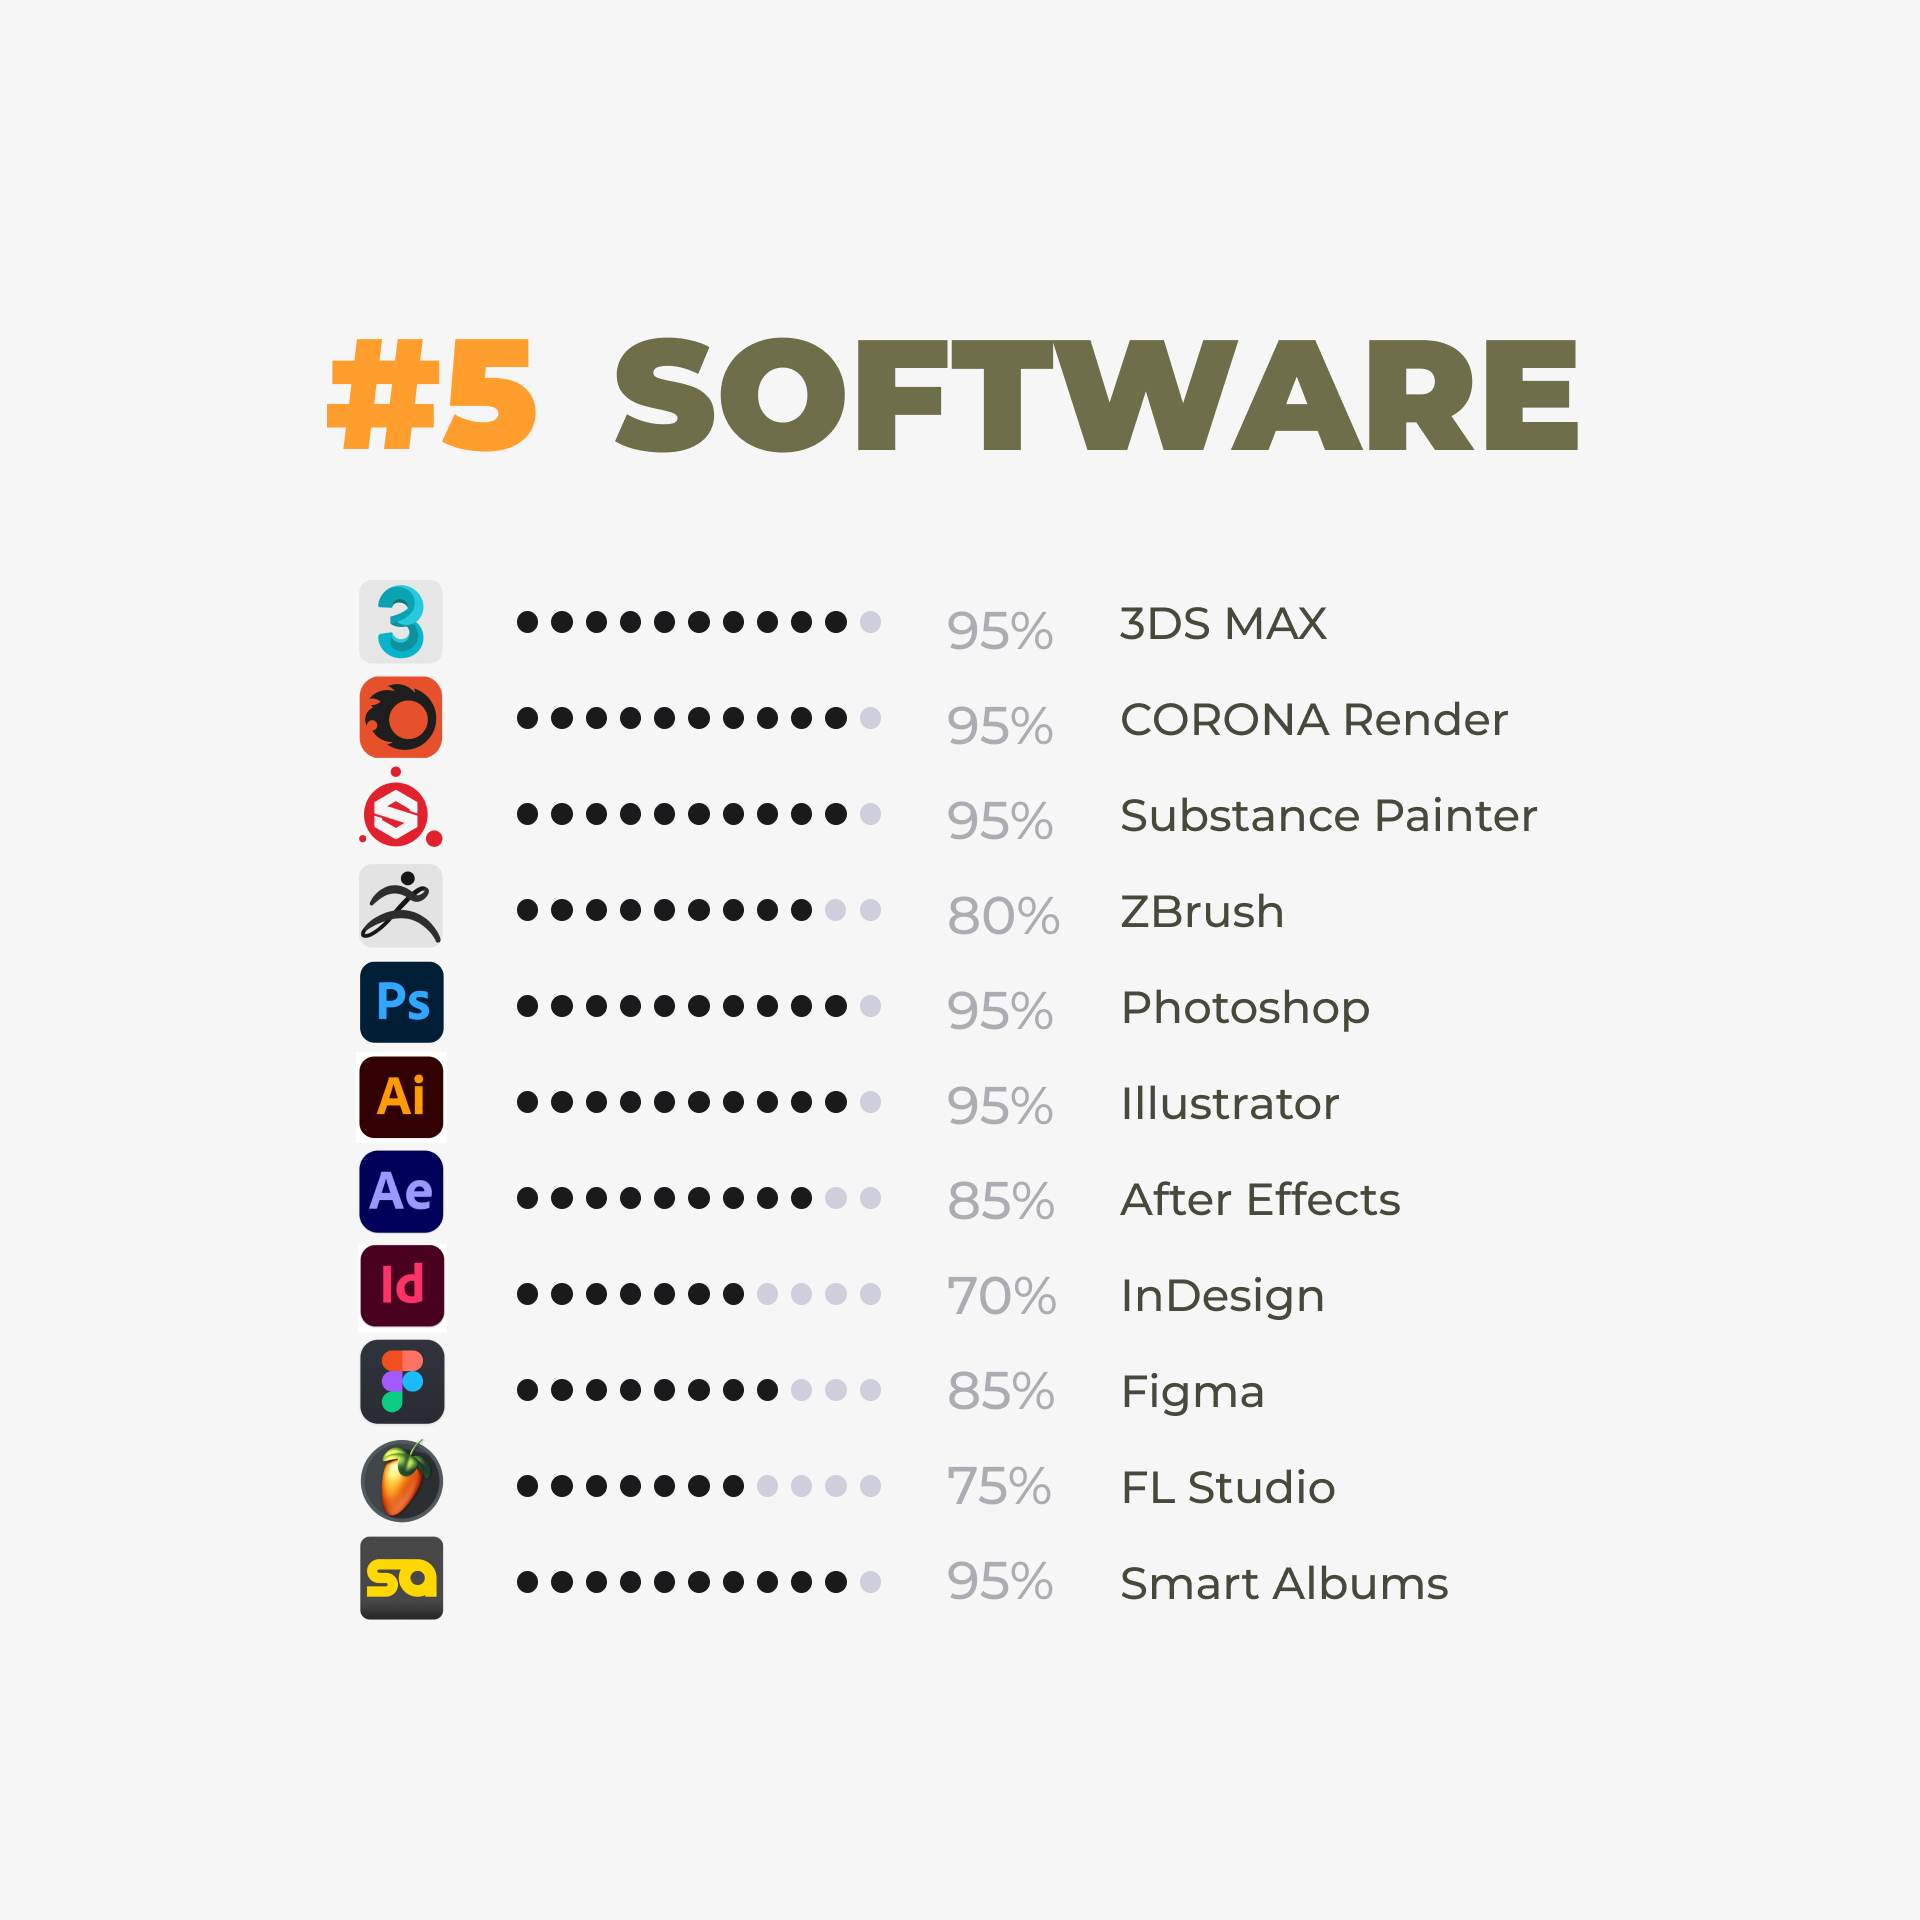 #5 SOFTWARE
3 95% 3DS MAX
95% CORONA Render
S 95% Substance Painter
80% ZBrush
Ps 95% Photoshop
Ai 95% Illustrator
Ae 85% After Effects
Id 70% InDesign
85% Figma
75% FL Studio
sa 95% Smart Albums